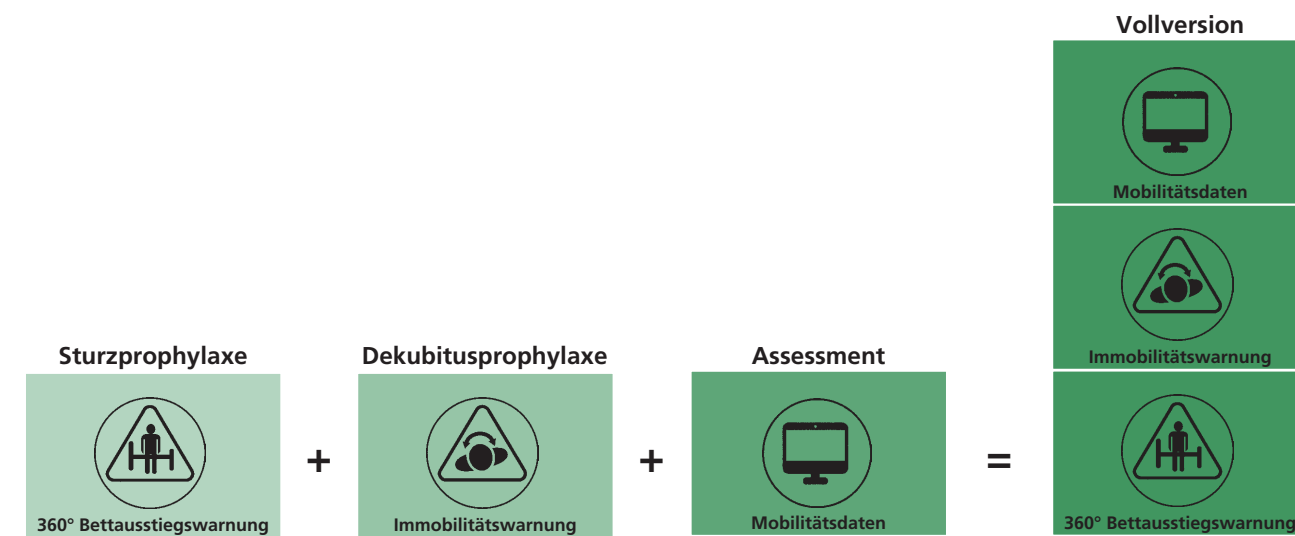 Vollversion
Mobilitätsdaten
Immobilitätswarnung
Sturzprophylaxe
Dekubitusprophylaxe
Assessment
360° Bettausstiegswarnung
+
Immobilitätswarnung
+
Mobilitätsdaten
=
360° Bettausstiegswarnung